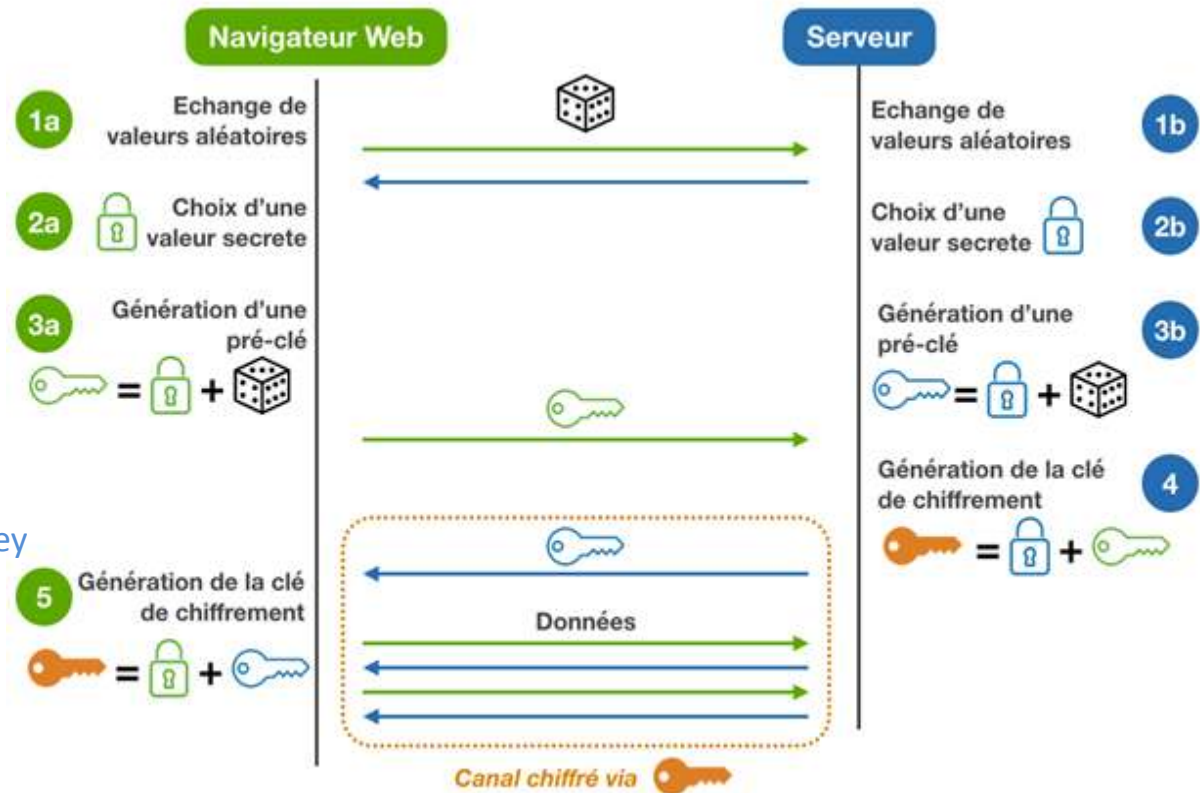 Navigateur Web
Serveur
1a
Echange de
valeurs aléatoires
Echange de
valeurs aléatoires
1b
2a
Choix d'une
valeur secrete
Choix d'une
valeur secrete
2b
3a
Génération d'une
pré-clé
= +
Génération d'une
pré-clé
3b
= +
Génération de la clé
de chiffrement
4
= +
ey
5
Génération de la clé
de chiffrement
= +
Données
Canal chiffré via